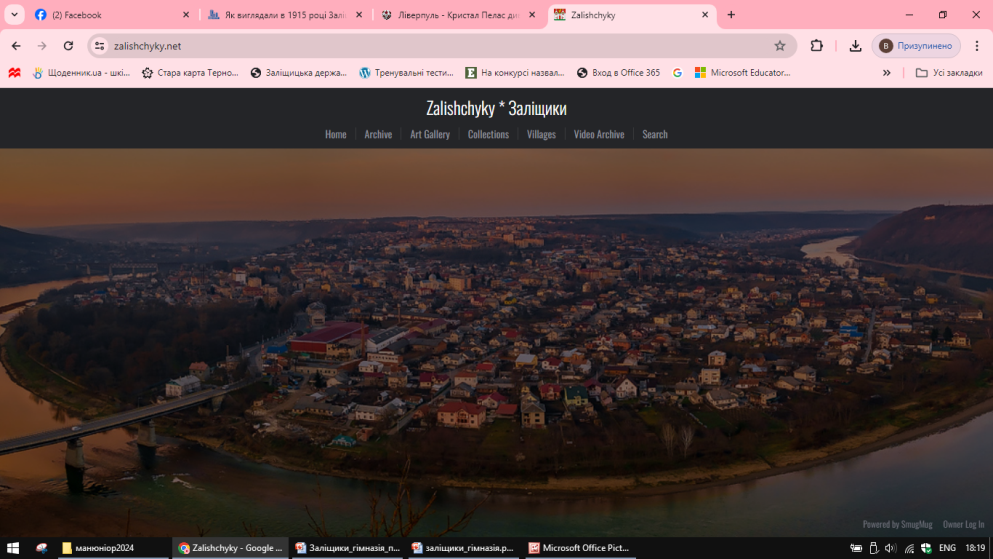 (2) Facebook
Як виглядали в 1915 році Залі
Ліверпуль - Кристал Пелас ди
Zalishchyky
zalishchyky.net
В Призупинено
Щоденник.ua - шкі...
Стара карта Терно...
Заліщицька держа...
Тренувальні тести...
На конкурсі назвал...
Вход в Office 365
Microsoft Educator...
»
Усі закладки
Zalishchyky * Заліщики
Home
Archive
Art Gallery
Collections
Villages
Video Archive
Search
Powered by SmugMug
Owner Log In
манюніор2024
Zalishchyky - Google ...
Заліщики_гімназія_п...
заліщики_гімназія.р...
Microsoft Office Pict...
ENG
18:19